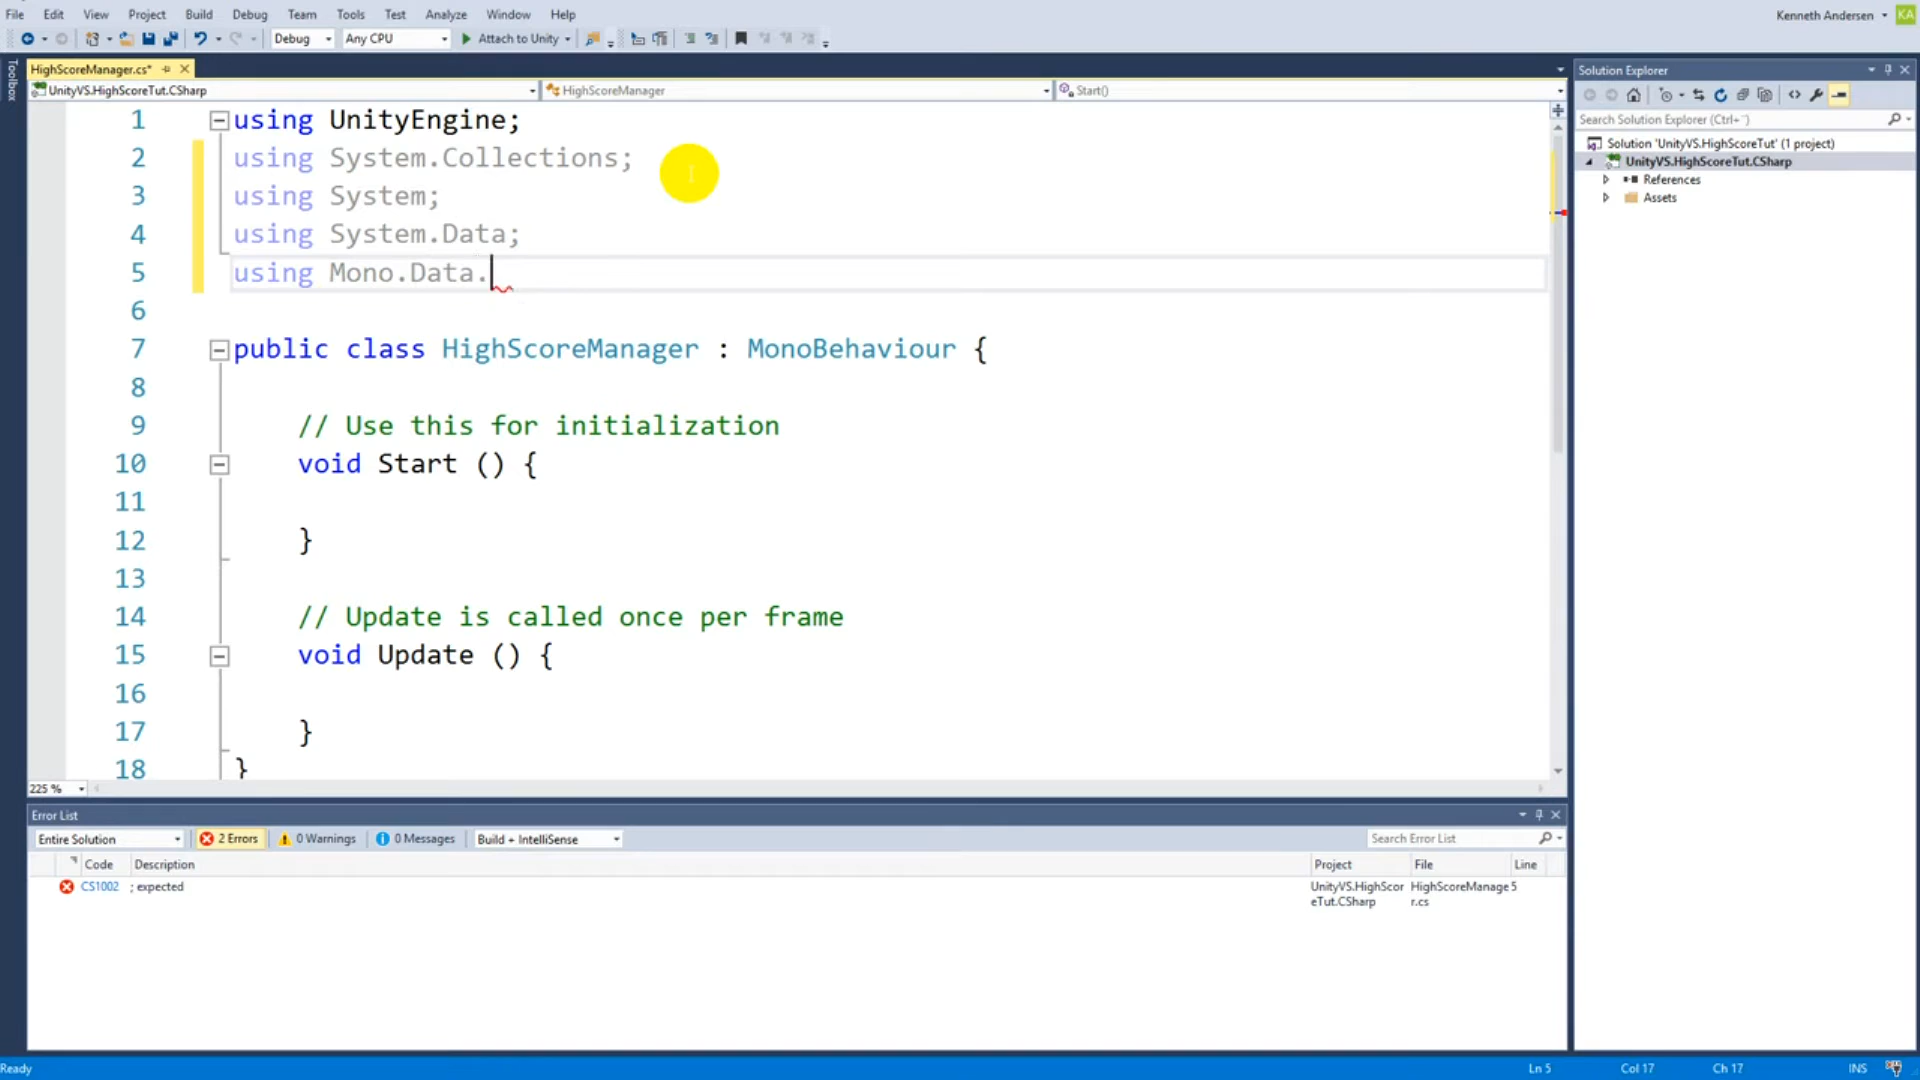 File Edit View Project Build Debug Team Tools Test Analyze Window Help
Kenneth Andersen KA
Debug Any CPU Attach to Unity
Toolbox
HighScoreManager.cs*
UnityVS.HighScoreTut.CSharp HighScoreManager Start()
1 using UnityEngine;
2 using System.Collections;
3 using System;
4 using System.Data;
5 using Mono.Data.
6
7 public class HighScoreManager : MonoBehaviour {
8
9 // Use this for initialization
10 void Start () {
11
12 }
13
14 // Update is called once per frame
15 void Update () {
16
17 }
18 }
225 %
Solution Explorer
Search Solution Explorer (Ctrl+¨)
Solution 'UnityVS.HighScoreTut' (1 project)
UnityVS.HighScoreTut.CSharp
References
Assets
Error List
Entire Solution 2 Errors 0 Warnings 0 Messages Build + IntelliSense Search Error List
Code Description Project File Line
CS1002 ; expected UnityVS.HighScor HighScoreManage 5
eTut.CSharp r.cs
Ready Ln 5 Col 17 Ch 17 INS